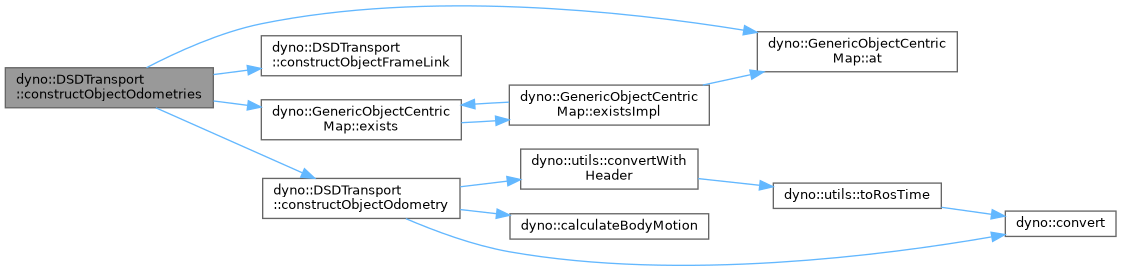 dyno::DSDTransport
::constructObjectOdometries
dyno::DSDTransport
::constructObjectFrameLink
dyno::GenericObjectCentric
Map::exists
dyno::DSDTransport
::constructObjectOdometry
dyno::GenericObjectCentric
Map::existsImpl
dyno::utils::convertWith
Header
dyno::calculateBodyMotion
dyno::GenericObjectCentric
Map::at
dyno::utils::toRosTime
dyno::convert